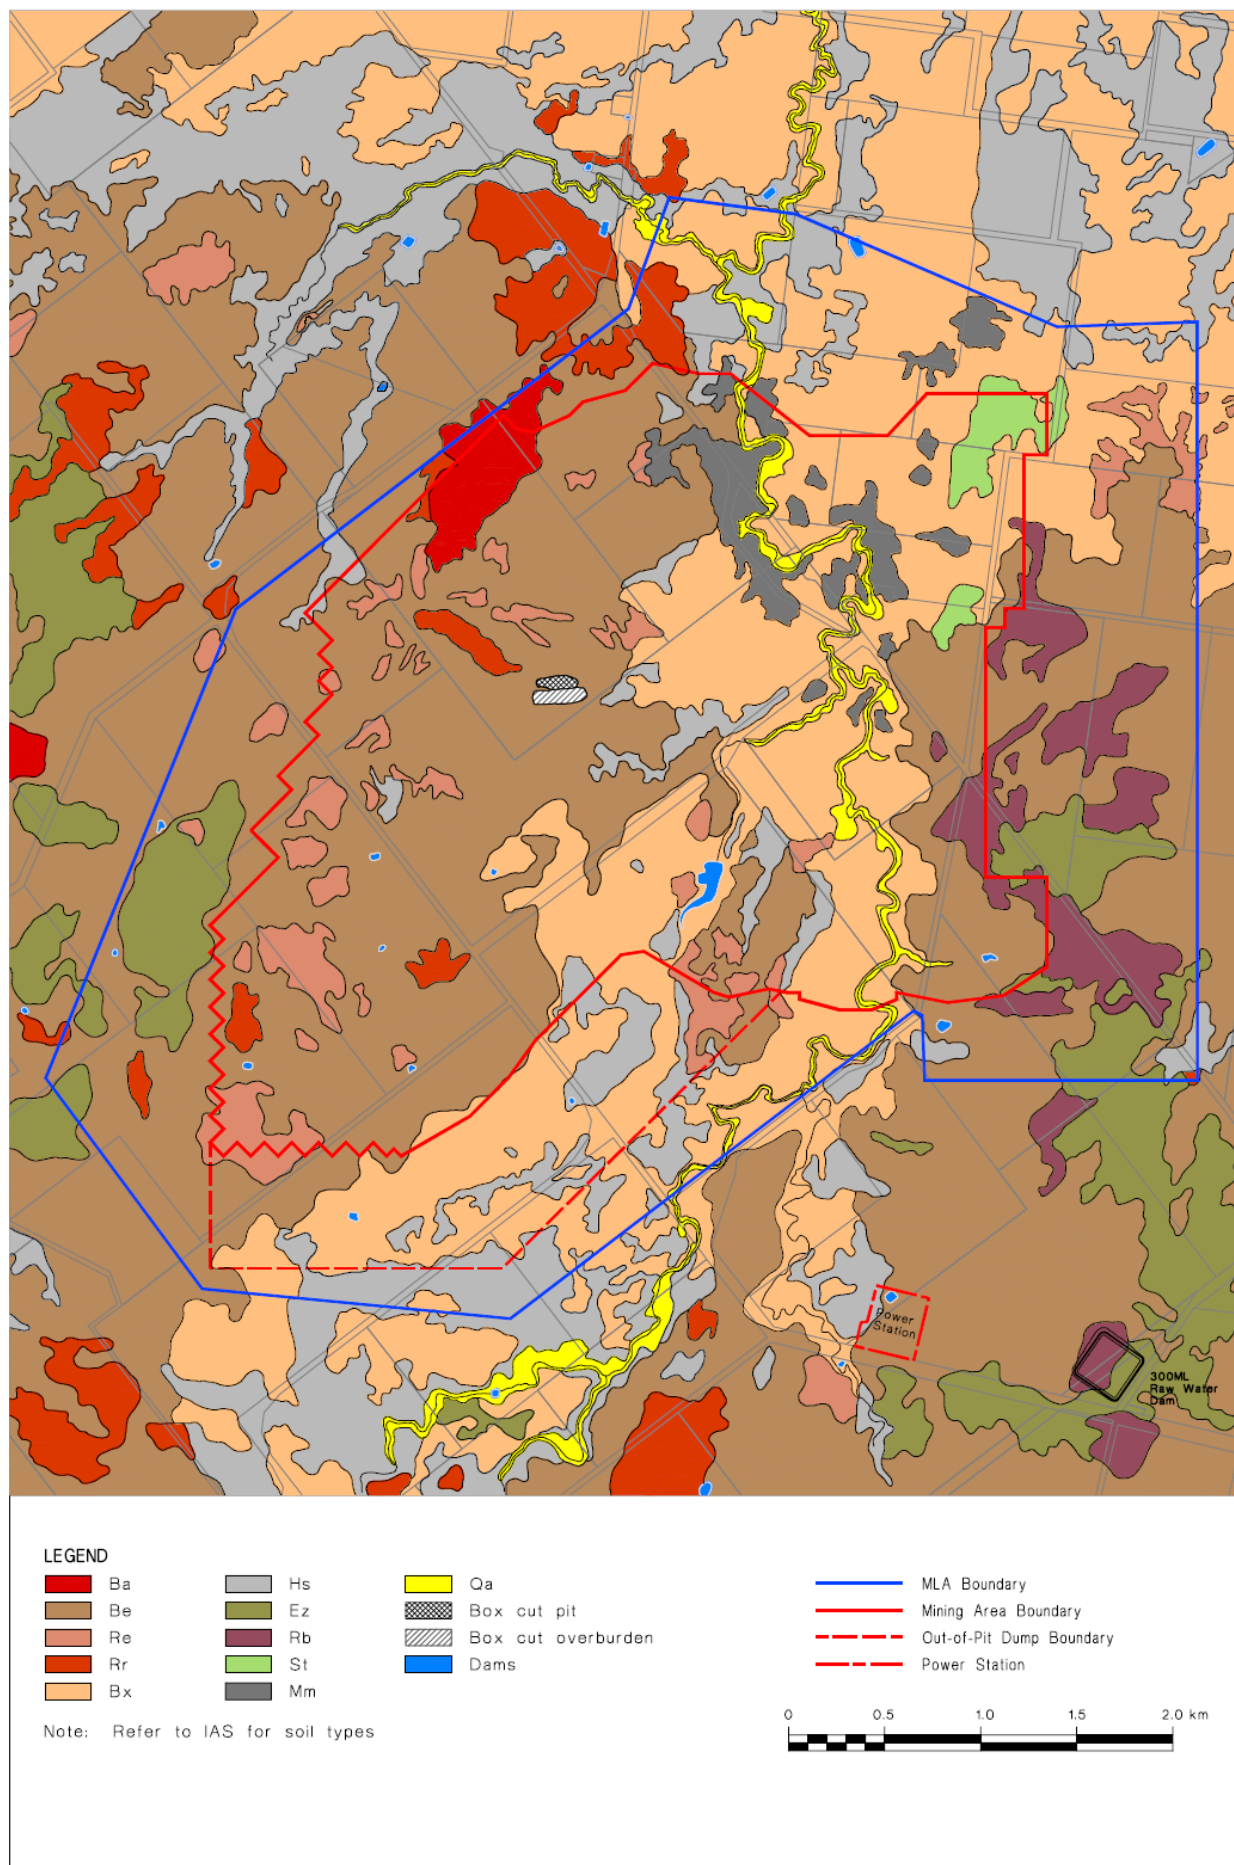 Power
Station
300ML
Raw Water
Dam
LEGEND
Ba
Hs
Qa
MLA Boundary
Be
Ez
Box cut pit
Mining Area Boundary
Re
Rb
Box cut overburden
Out-of-Pit Dump Boundary
Rr
St
Dams
Power Station
Bx
Mm
Note: Refer to IAS for soil types
0 0.5 1.0 1.5 2.0 km